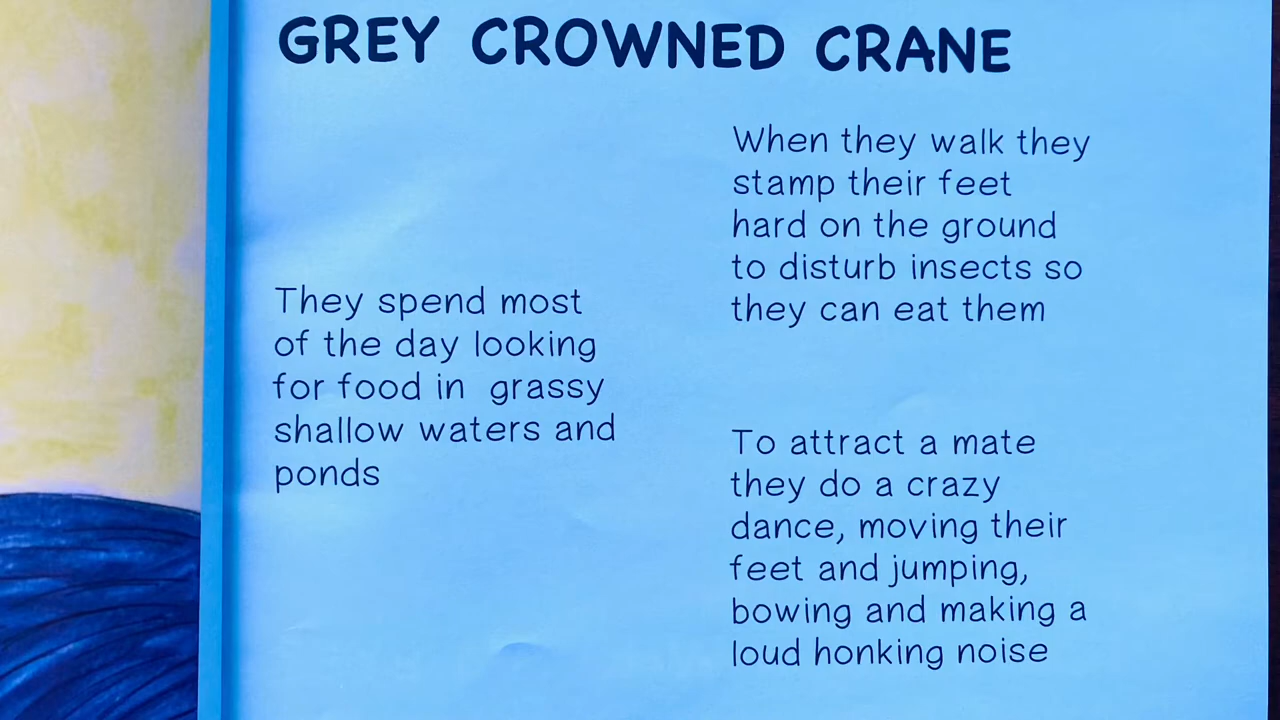 GREY CROWNED CRANE
They spend most
of the day looking
for food in  grassy
shallow waters and
ponds
When they walk they
stamp their feet
hard on the ground
to disturb insects so
they can eat them
To attract a mate
they do a crazy
dance, moving their
feet and jumping,
bowing and making a
loud honking noise